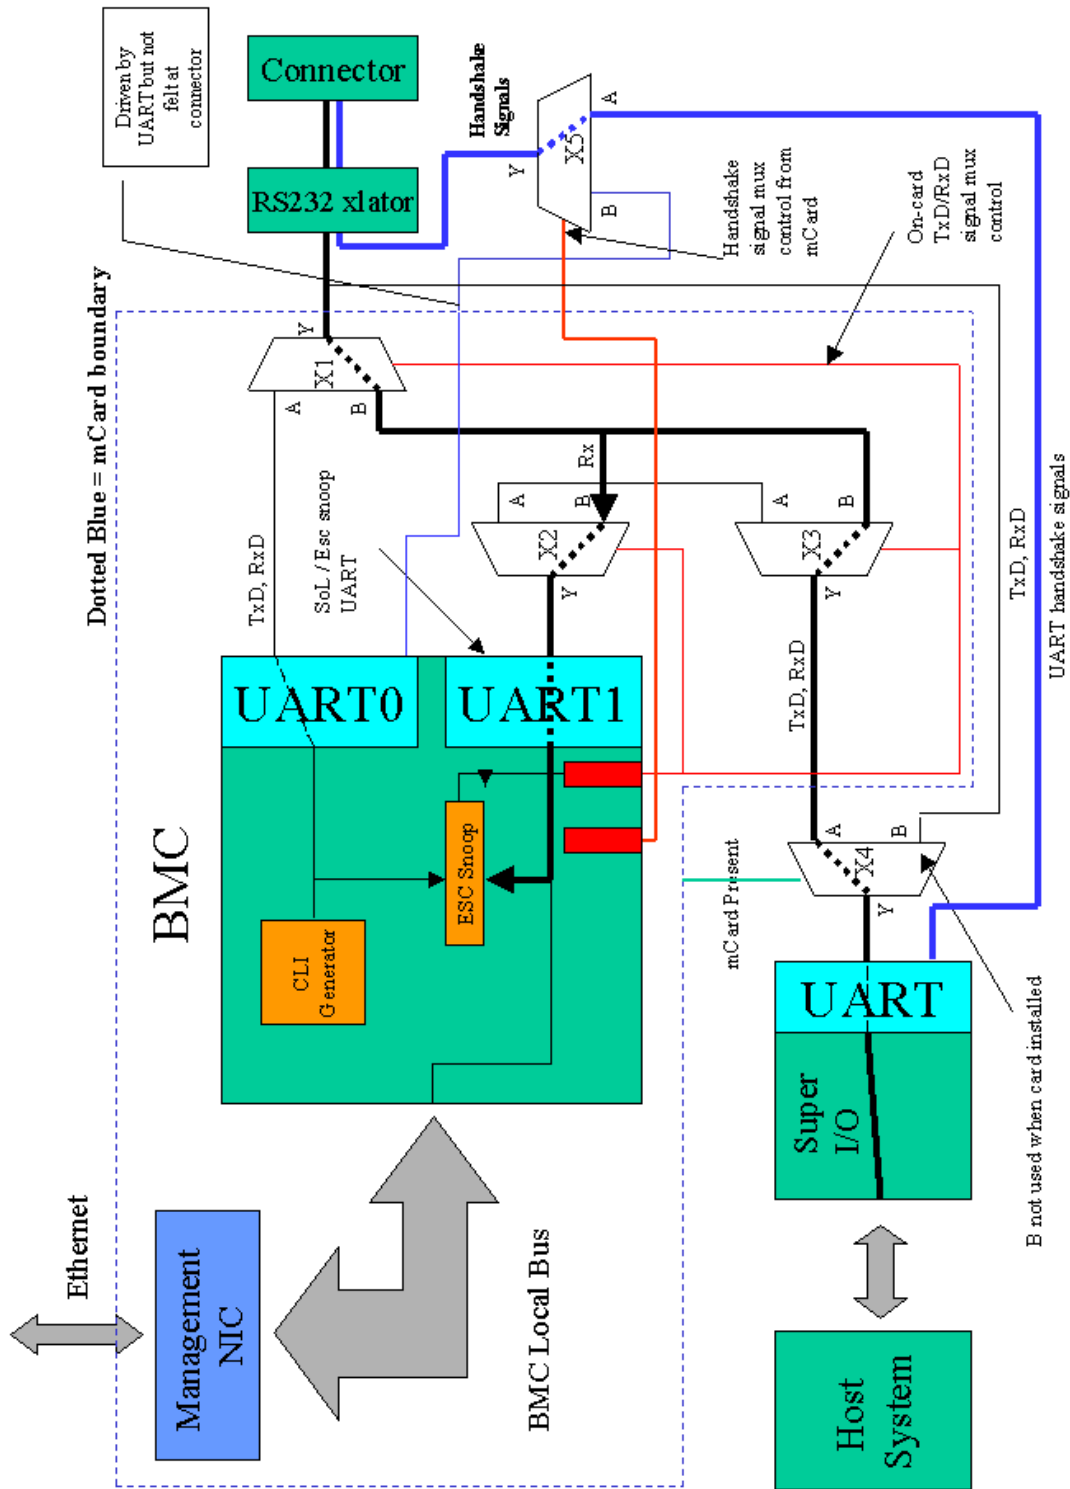 Driven by
UART but not
felt at
connector
Connector
RS232 xlator
Handshake
Signals
Y
X5
A
B
Handshake
signal mux
control from
mCard
On-card
TxD/RxD
signal mux
control
Dotted Blue = mCard boundary
Y
X1
A
B
TxD, RxD
SoL / Esc snoop
UART
Rx
A
B
X2
Y
A
B
X3
Y
TxD, RxD
TxD, RxD
UART handshake signals
BMC
UART0
UART1
ESC Snoop
CLI
Generator
mCard Present
A
B
X4
Y
UART
Super
I/O
B not used when card installed
Ethernet
Management
NIC
BMC Local Bus
Host
System